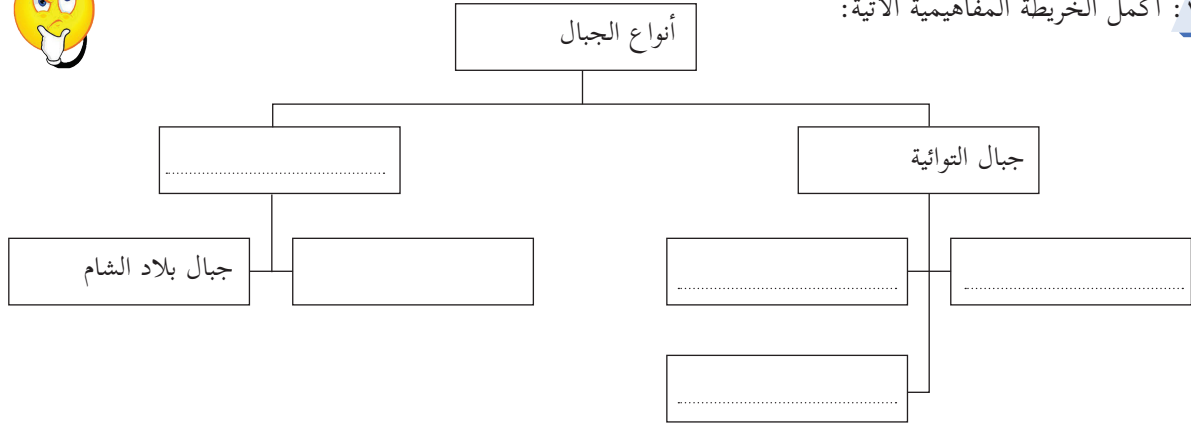 : أكمل الخريطة المفاهيمية الآتية:
أنواع الجبال
جبال التوائية
جبال بلاد الشام